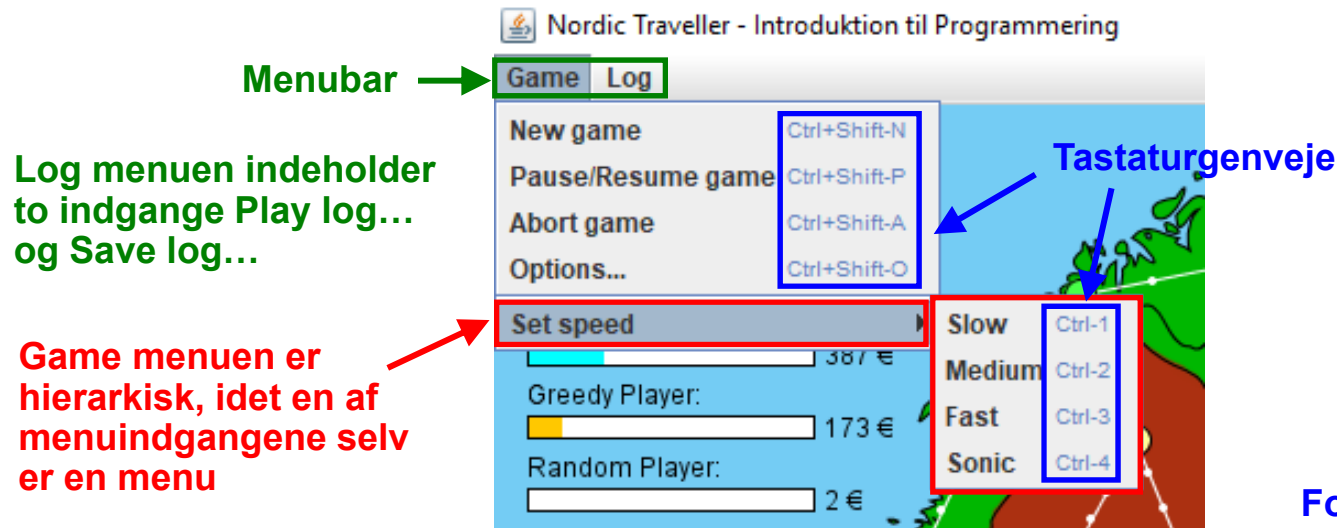 Nordic Traveller - Introduktion til Programmering
Menubar
Game Log
New game Ctrl+Shift-N
Pause/Resume game Ctrl+Shift-P
Abort game Ctrl+Shift-A
Options... Ctrl+Shift-O
Set speed
Slow Ctrl-1
Medium Ctrl-2
Fast Ctrl-3
Sonic Ctrl-4
Tastaturgenveje
Log menuen indeholder
to indgange Play log…
og Save log…
Game menuen er
hierarkisk, idet en af
menuindgangene selv
er en menu
387 €
Greedy Player:
173 €
Random Player:
2 €